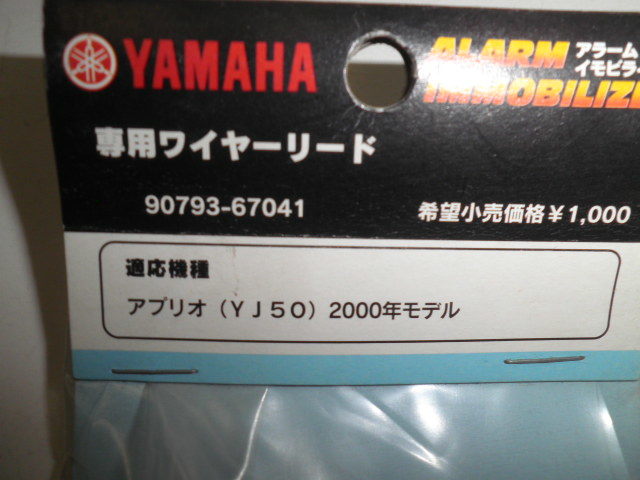 YAMAHA
ALARM アラーム
IMMOBILIZE イモビラ
専用ワイヤーリード
90793-67041
希望小売価格￥1,000
適応機種
アプリオ（ＹＪ５０）2000年モデル